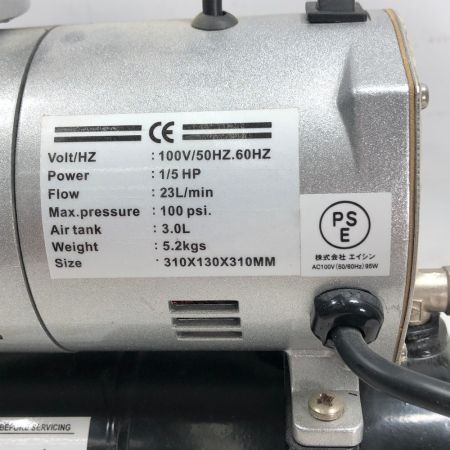 CE
Volt/HZ : 100V/50HZ.60HZ
Power : 1/5 HP
Flow : 23L/min
Max.pressure : 100 psi.
Air tank : 3.0L
Weight : 5.2kgs
Size : 310X130X310MM
PS
E
株式会社 エイシン
AC100V (50/60Hz) 95W
BEFORE SERVICING